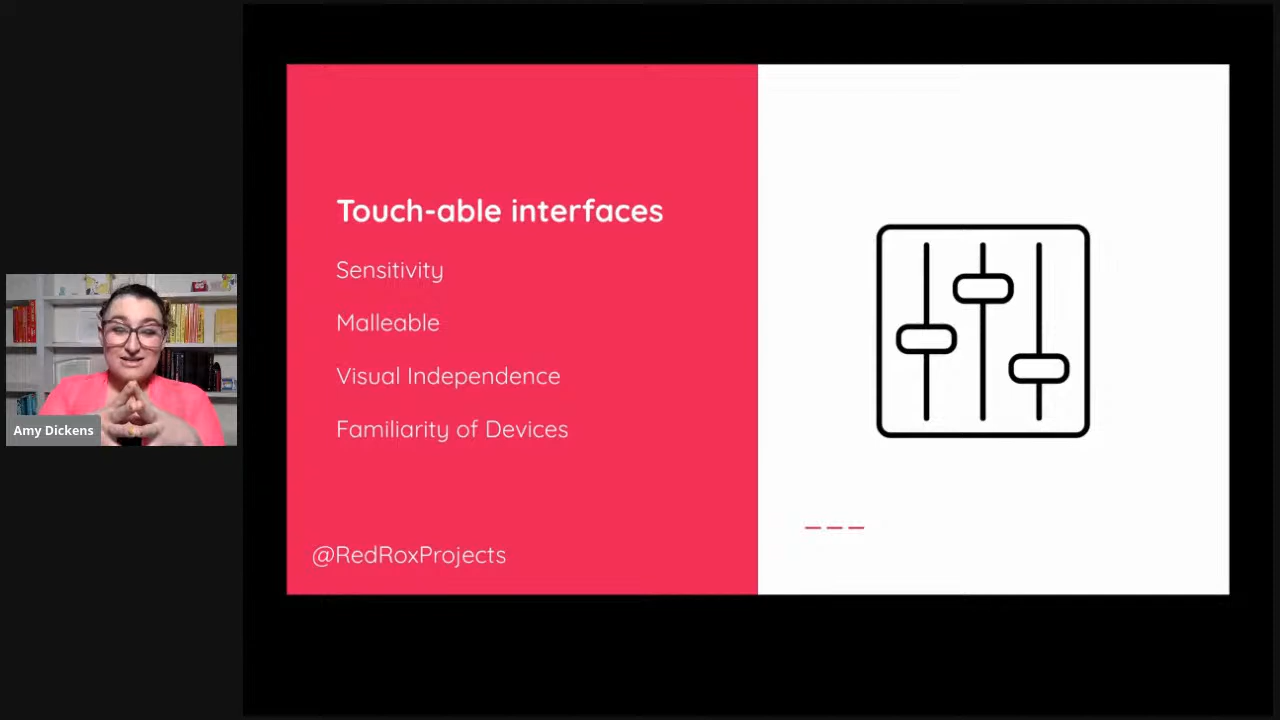 Touch-able interfaces
Sensitivity
Malleable
Visual Independence
Familiarity of Devices
@RedRoxProjects
Amy Dickens